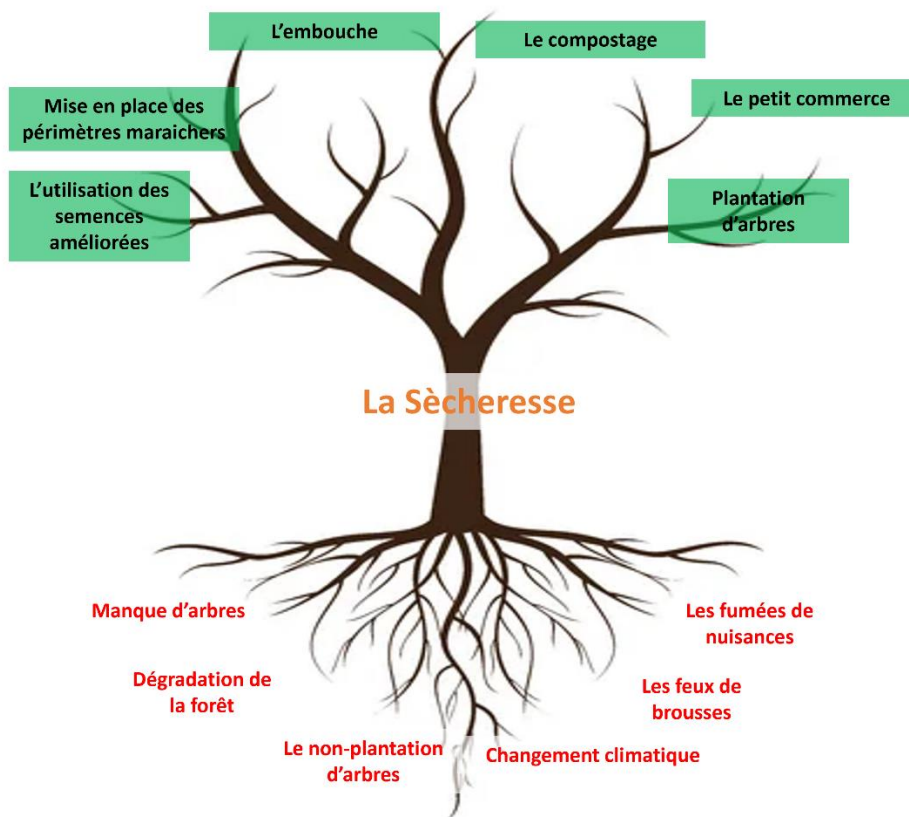 L'embouche
Le compostage
Mise en place des
périmètres maraichers
Le petit commerce
L'utilisation des
semences
améliorées
Plantation
d'arbres
La Sècheresse
Manque d'arbres
Les fumées de
nuisances
Dégradation de
la forêt
Les feux de
brousses
Le non-plantation
d'arbres
Changement climatique